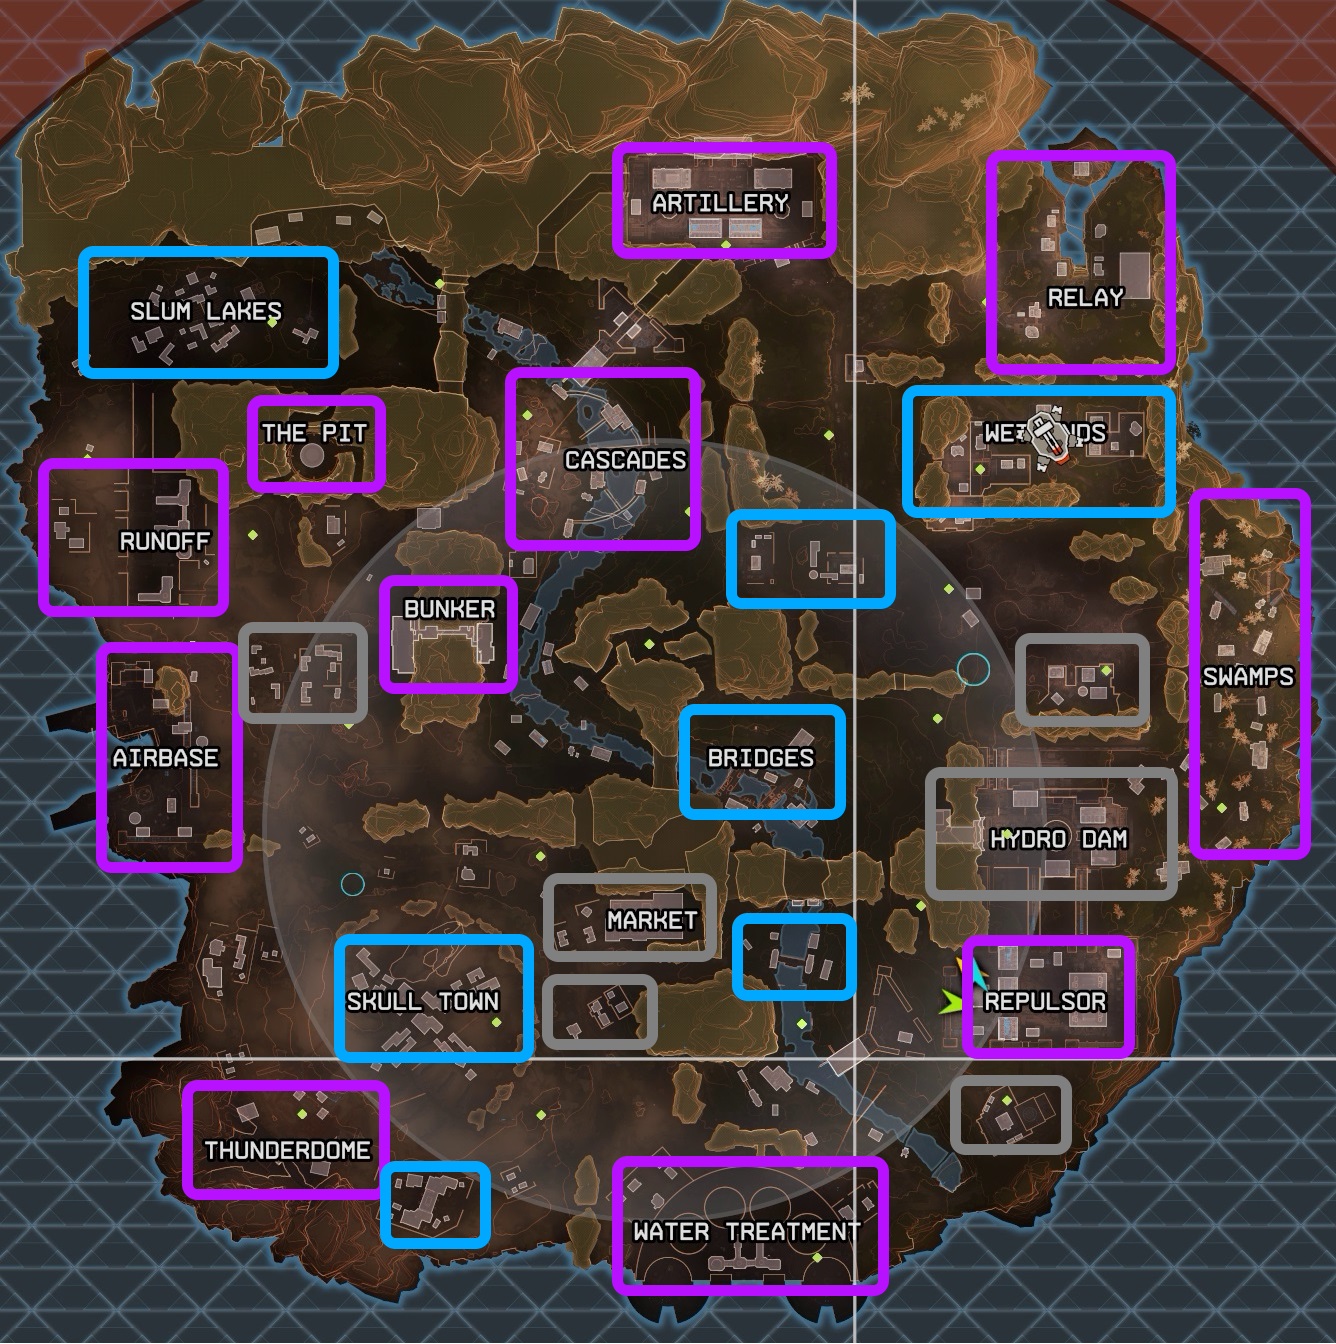 ARTILLERY
RELAY
SLUM LAKES
THE PIT
CASCADES
RUNOFF
BUNKER
SWAMPS
AIRBASE
BRIDGES
HYDRO DAM
MARKET
SKULL TOWN
REPULSOR
THUNDERDOME
WATER TREATMENT